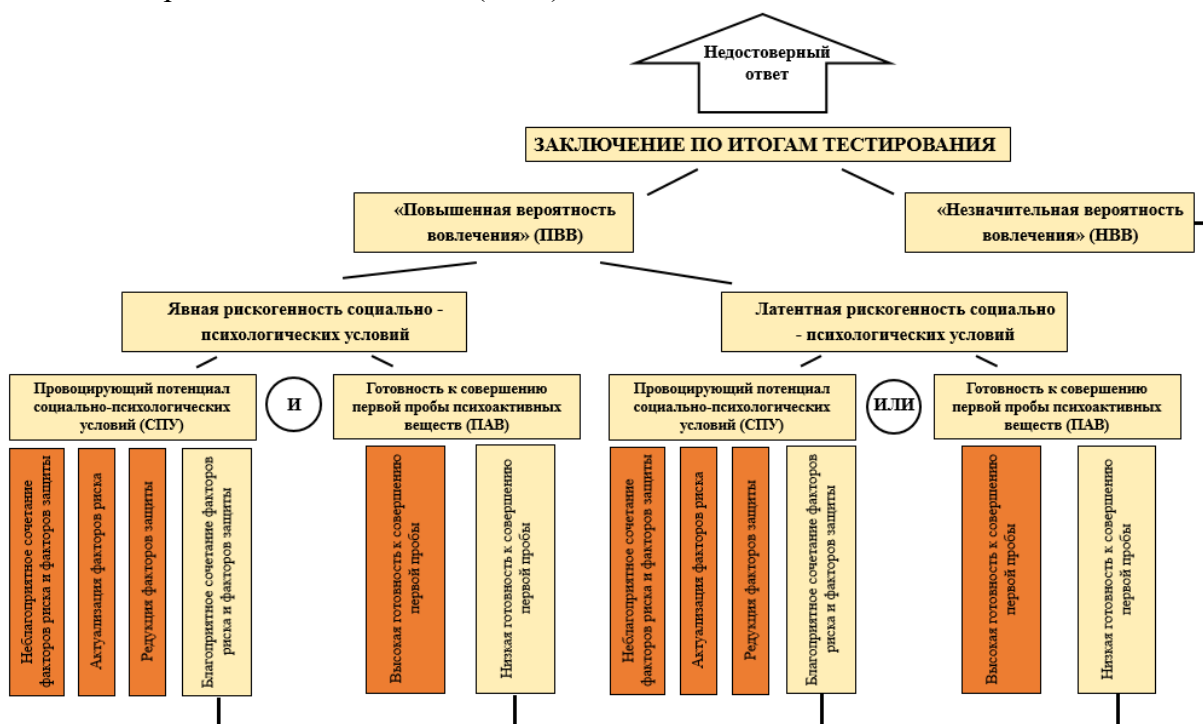 Недостоверный
ответ
ЗАКЛЮЧЕНИЕ ПО ИТОГАМ ТЕСТИРОВАНИЯ
«Повышенная вероятность
вовлечения» (ПВВ)
«Незначительная вероятность
вовлечения» (НВВ)
Явная рискогенность социально -
психологических условий
Латентная рискогенность социально
- психологических условий
Провоцирующий потенциал
социально-психологических
условий (СПУ)
И
Готовность к совершению
первой пробы психоактивных
веществ (ПАВ)
Провоцирующий потенциал
социально-психологических
условий (СПУ)
ИЛИ
Готовность к совершению
первой пробы психоактивных
веществ (ПАВ)
Неблагоприятное сочетание
факторов риска и факторов защиты
Актуализация факторов риска
Редукция факторов защиты
Благоприятное сочетание факторов
риска и факторов защиты
Высокая готовность к совершению
первой пробы
Низкая готовность к совершению
первой пробы
Неблагоприятное сочетание
факторов риска и факторов защиты
Актуализация факторов риска
Редукция факторов защиты
Благоприятное сочетание факторов
риска и факторов защиты
Высокая готовность к совершению
первой пробы
Низкая готовность к совершению
первой пробы